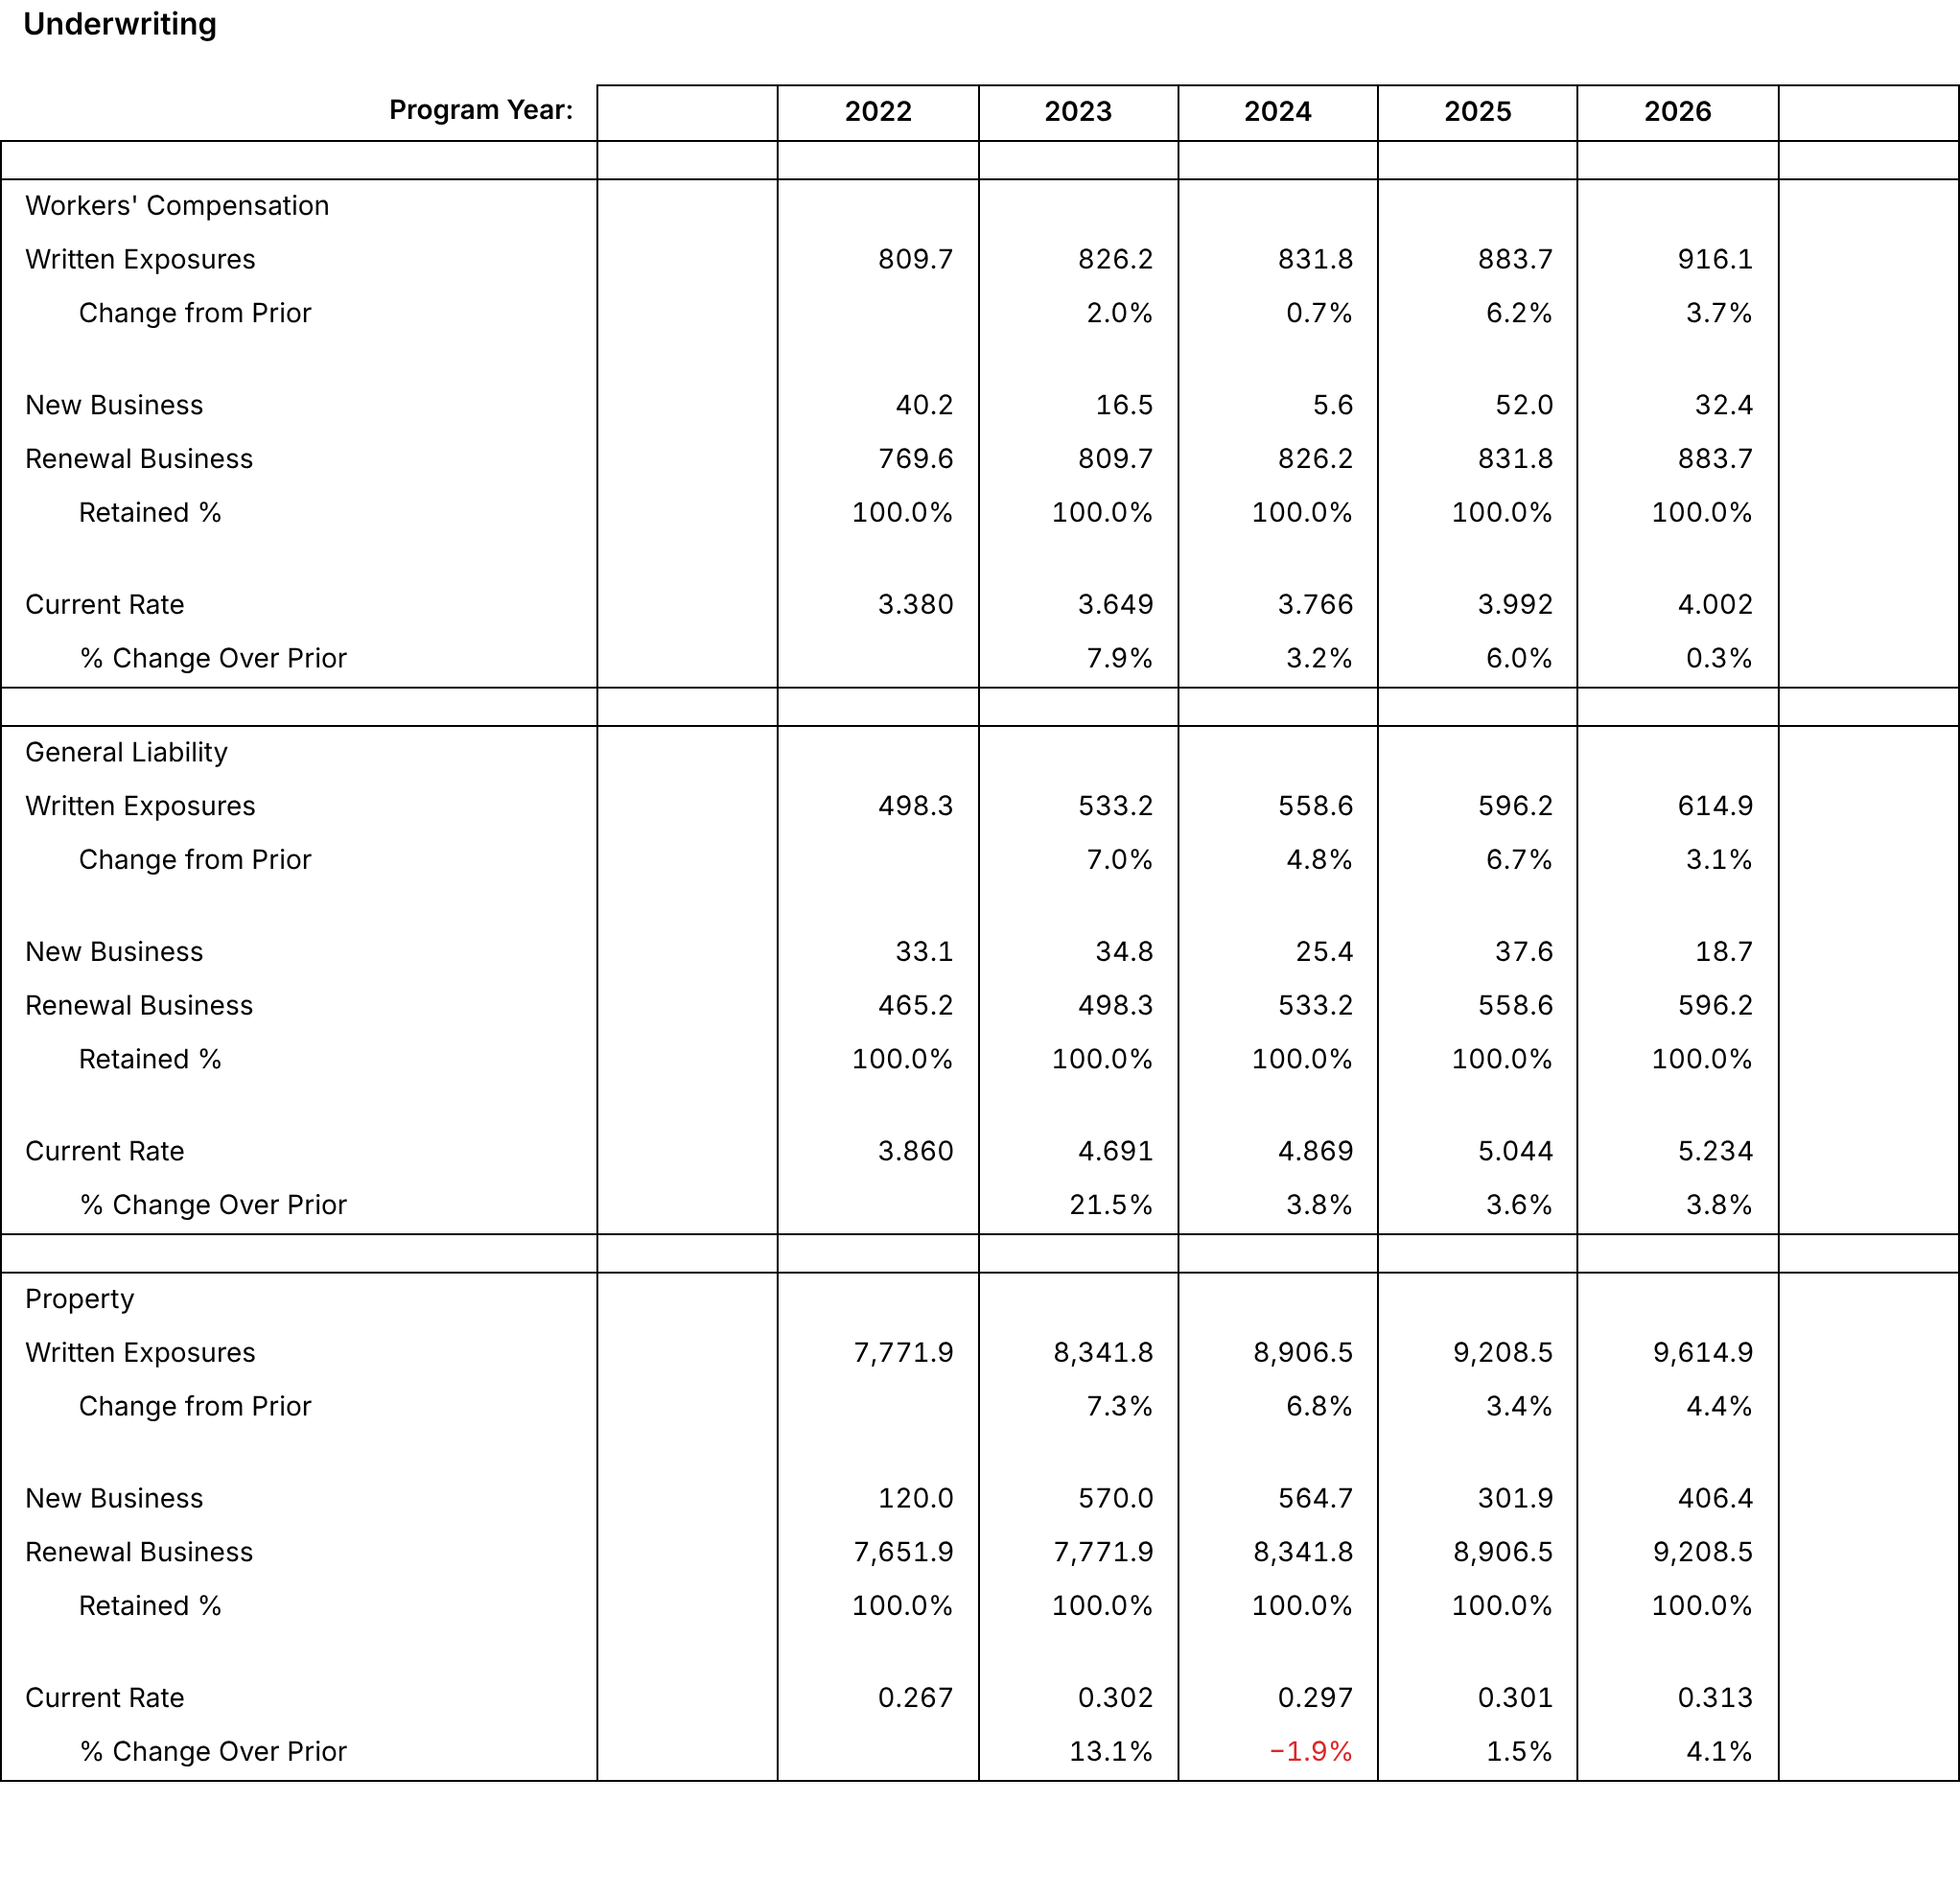 Underwriting
Program Year: 2022 2023 2024 2025 2026
Workers' Compensation
Written Exposures 809.7 826.2 831.8 883.7 916.1
Change from Prior 2.0% 0.7% 6.2% 3.7%
New Business 40.2 16.5 5.6 52.0 32.4
Renewal Business 769.6 809.7 826.2 831.8 883.7
Retained % 100.0% 100.0% 100.0% 100.0% 100.0%
Current Rate 3.380 3.649 3.766 3.992 4.002
% Change Over Prior 7.9% 3.2% 6.0% 0.3%
General Liability
Written Exposures 498.3 533.2 558.6 596.2 614.9
Change from Prior 7.0% 4.8% 6.7% 3.1%
New Business 33.1 34.8 25.4 37.6 18.7
Renewal Business 465.2 498.3 533.2 558.6 596.2
Retained % 100.0% 100.0% 100.0% 100.0% 100.0%
Current Rate 3.860 4.691 4.869 5.044 5.234
% Change Over Prior 21.5% 3.8% 3.6% 3.8%
Property
Written Exposures 7,771.9 8,341.8 8,906.5 9,208.5 9,614.9
Change from Prior 7.3% 6.8% 3.4% 4.4%
New Business 120.0 570.0 564.7 301.9 406.4
Renewal Business 7,651.9 7,771.9 8,341.8 8,906.5 9,208.5
Retained % 100.0% 100.0% 100.0% 100.0% 100.0%
Current Rate 0.267 0.302 0.297 0.301 0.313
% Change Over Prior 13.1% −1.9% 1.5% 4.1%